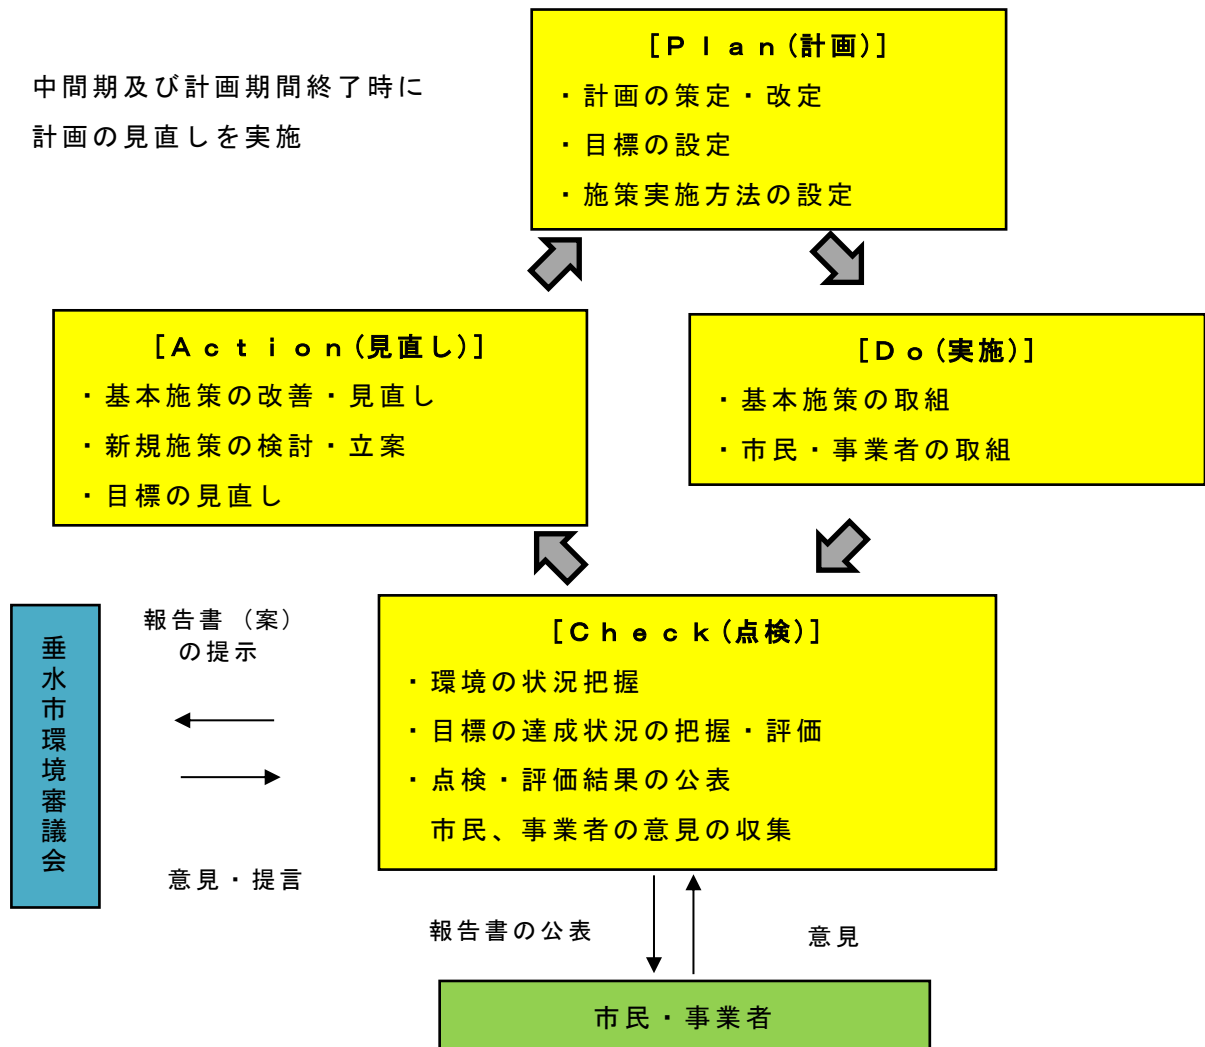 [Ｐｌａｎ(計画)]
・計画の策定・改定
・目標の設定
・施策実施方法の設定
中間期及び計画期間終了時に
計画の見直しを実施
[Ａｃｔｉｏｎ(見直し)]
・基本施策の改善・見直し
・新規施策の検討・立案
・目標の見直し
[Ｄｏ(実施)]
・基本施策の取組
・市民・事業者の取組
垂水市環境審議会
報告書（案）
の提示
意見・提言
[Ｃｈｅｃｋ(点検)]
・環境の状況把握
・目標の達成状況の把握・評価
・点検・評価結果の公表
市民、事業者の意見の収集
報告書の公表
意見
市民・事業者